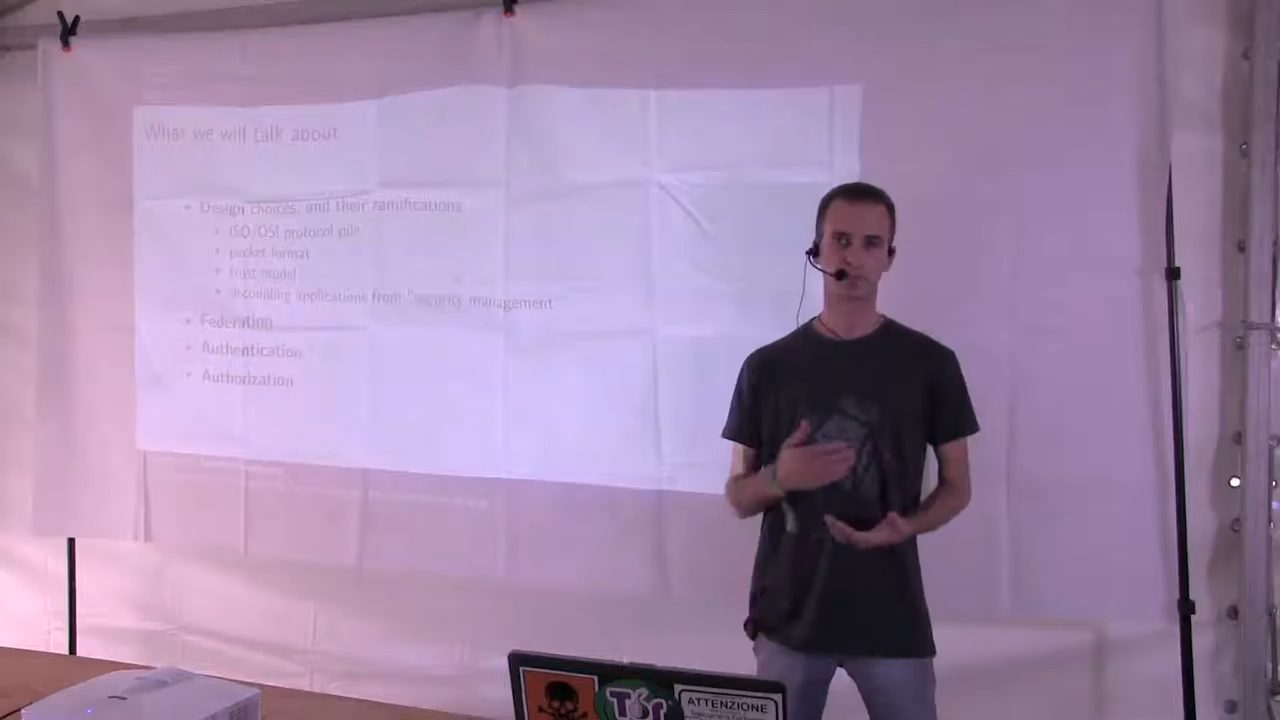 What we will talk about
• Design choices, and their ramifications
• ISO/OSI protocol pile
• packet format
• trust model
• decoupling applications from "security management
• Federation
• Authentication
• Authorization
Tor
ATTENZIONE